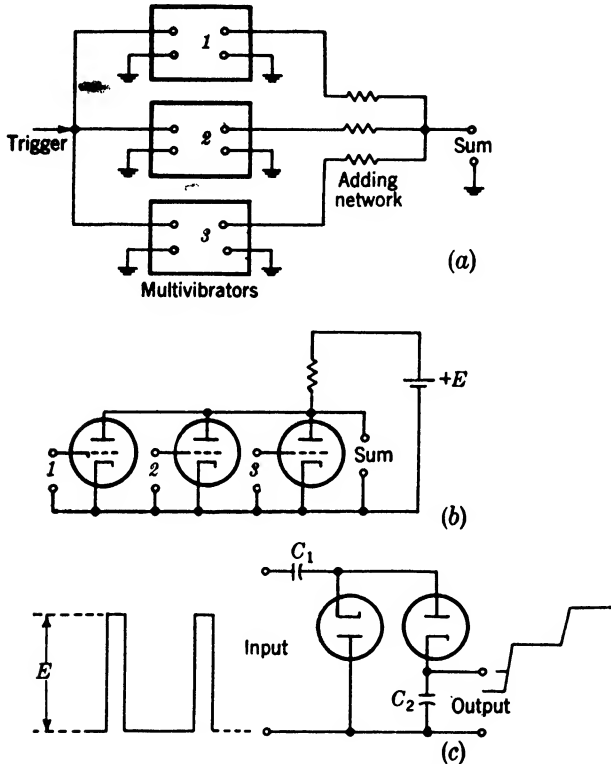 1
Trigger
2
Sum
Adding
network
3
(a)
Multivibrators
+E
1
2
3
Sum
(b)
C₁
E
Input
C₂
Output
(c)